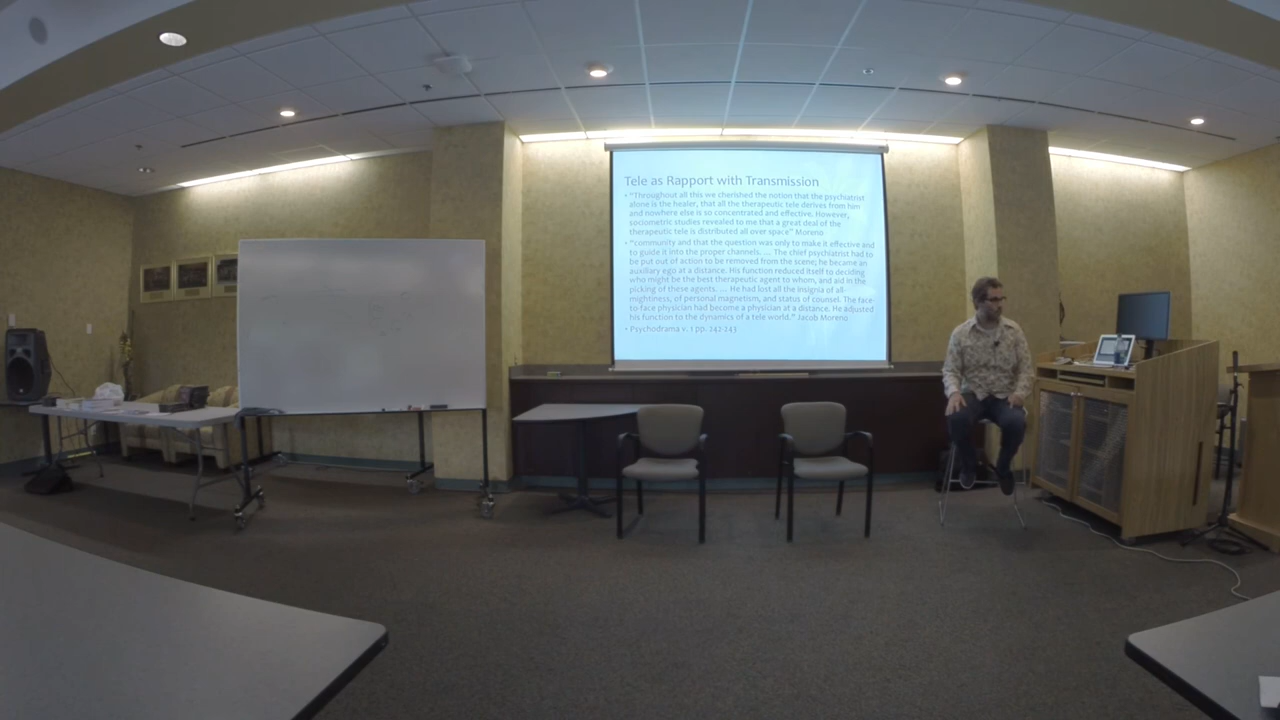 Tele as Rapport with Transmission
• "Throughout all this we cherished the notion that the psychiatrist
alone is the healer, that all the therapeutic tele derives from him
and nowhere else is so concentrated and effective. However,
sociometric studies revealed to me that a great deal of the
therapeutic tele is distributed all over space" Moreno
• "community and that the question was only to make it effective and
to guide it into the proper channels. ... The chief psychiatrist had to
be put out of action to be removed from the scene; he became an
auxiliary ego at a distance. His function reduced itself to deciding
who might be the best therapeutic agent to whom, and aid in the
picking of these agents. ... He had lost all the insignia of all-
mightiness, of personal magnetism, and status of counsel. The face-
to-face physician had become a physician at a distance. He adjusted
his function to the dynamics of a tele world." Jacob Moreno
• Psychodrama v. 1 pp. 242-243